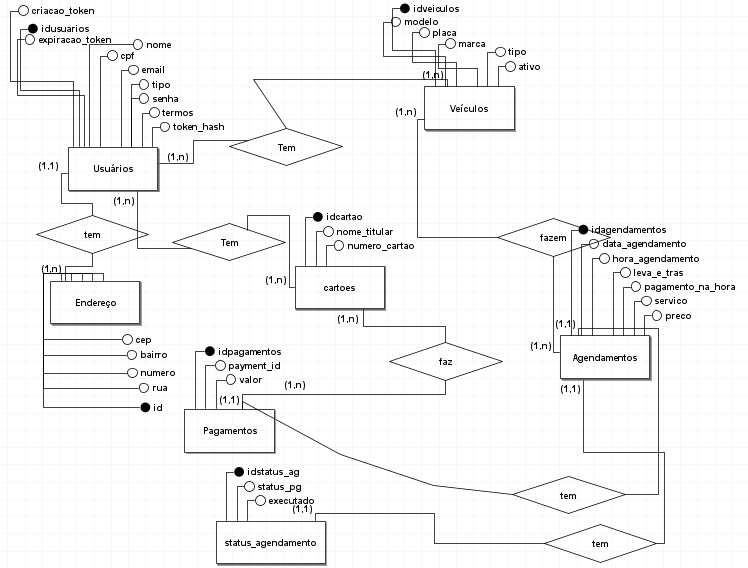 criacao_token
idusuarios
expiracao_token
nome
cpf
email
tipo
senha
termos
token_hash
idveiculos
modelo
placa
marca
tipo
ativo
(1,n)
Veículos
(1,n)
Tem
(1,n)
(1,1)
Usuários
(1,n)
tem
Tem
idcartao
nome_titular
numero_cartao
(1,n)
cartoes
(1,n)
fazem
idagendamentos
data_agendamento
hora_agendamento
leva_e_tras
pagamento_na_hora
servico
preco
(1,1)
(1,n)
Agendamentos
(1,1)
(1,n)
Endereço
cep
bairro
numero
rua
id
faz
idpagamentos
payment_id
valor
(1,n)
(1,1)
Pagamentos
tem
idstatus_ag
status_pg
executado
(1,1)
status_agendamento
tem